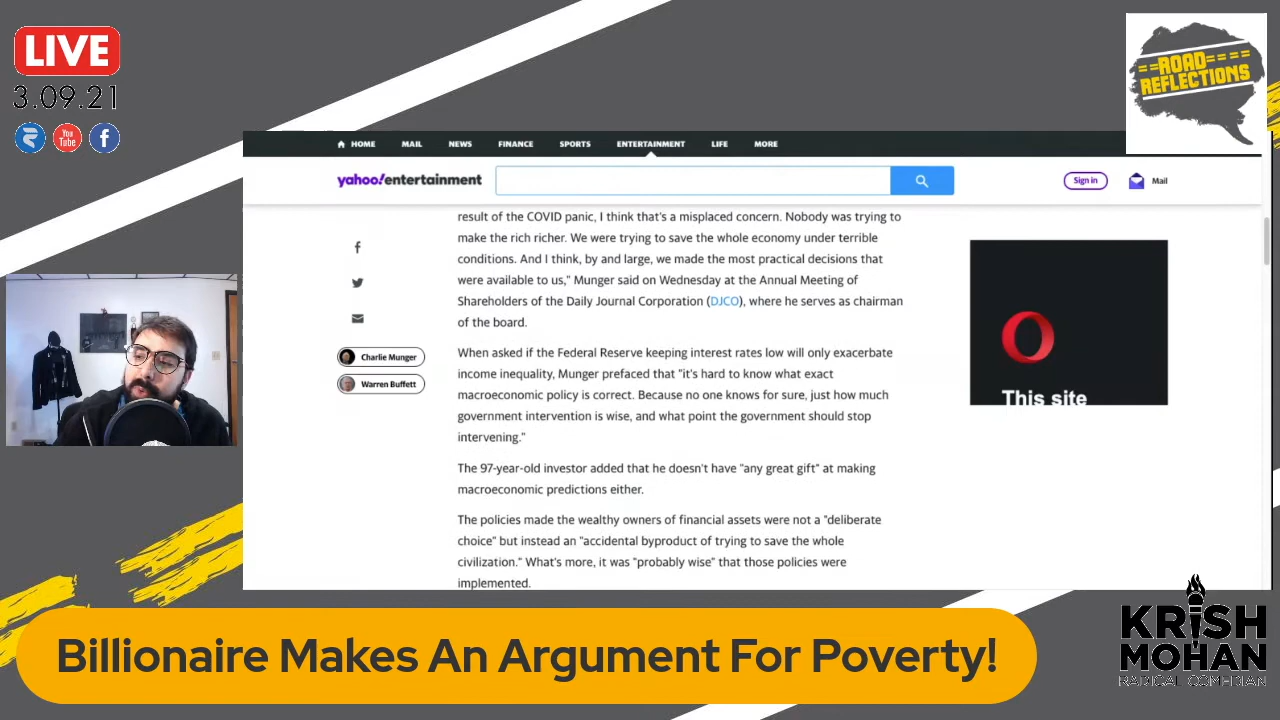 LIVE
3.09.21
You
Tube
==ROAD====
REFLECTIONS
HOME MAIL NEWS FINANCE SPORTS ENTERTAINMENT LIFE MORE
yahoo!entertainment
Sign in
Mail
result of the COVID panic, I think that's a misplaced concern. Nobody was trying to
make the rich richer. We were trying to save the whole economy under terrible
conditions. And I think, by and large, we made the most practical decisions that
were available to us," Munger said on Wednesday at the Annual Meeting of
Shareholders of the Daily Journal Corporation (DJCO), where he serves as chairman
of the board.
Charlie Munger
Warren Buffett
When asked if the Federal Reserve keeping interest rates low will only exacerbate
income inequality, Munger prefaced that "it's hard to know what exact
macroeconomic policy is correct. Because no one knows for sure, just how much
government intervention is wise, and what point the government should stop
intervening."
The 97-year-old investor added that he doesn't have "any great gift" at making
macroeconomic predictions either.
The policies made the wealthy owners of financial assets were not a "deliberate
choice" but instead an "accidental byproduct of trying to save the whole
civilization." What's more, it was "probably wise" that those policies were
implemented.
This site
Billionaire Makes An Argument For Poverty!
KRISH
MOHAN
RADICAL COMEDIAN